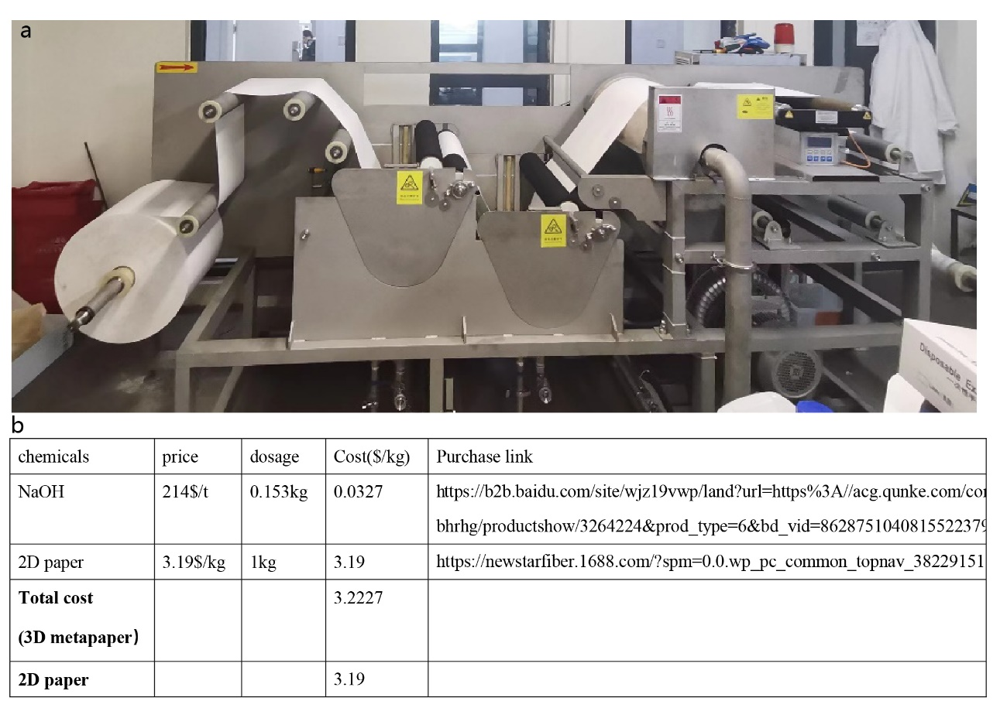 a
Disposable Ex
b
chemicals price dosage Cost($/kg) Purchase link
NaOH 214$/t 0.153kg 0.0327 https://b2b.baidu.com/site/wjz19vwp/land?url=https%3A//acg.qunke.com/co
bhrhg/productshow/3264224&prod_type=6&bd_vid=862875104081552237
2D paper 3.19$/kg 1kg 3.19 https://newstarfiber.1688.com/?spm=0.0.wp_pc_common_topnav_38229151
Total cost 3.2227
(3D metapaper)
2D paper 3.19